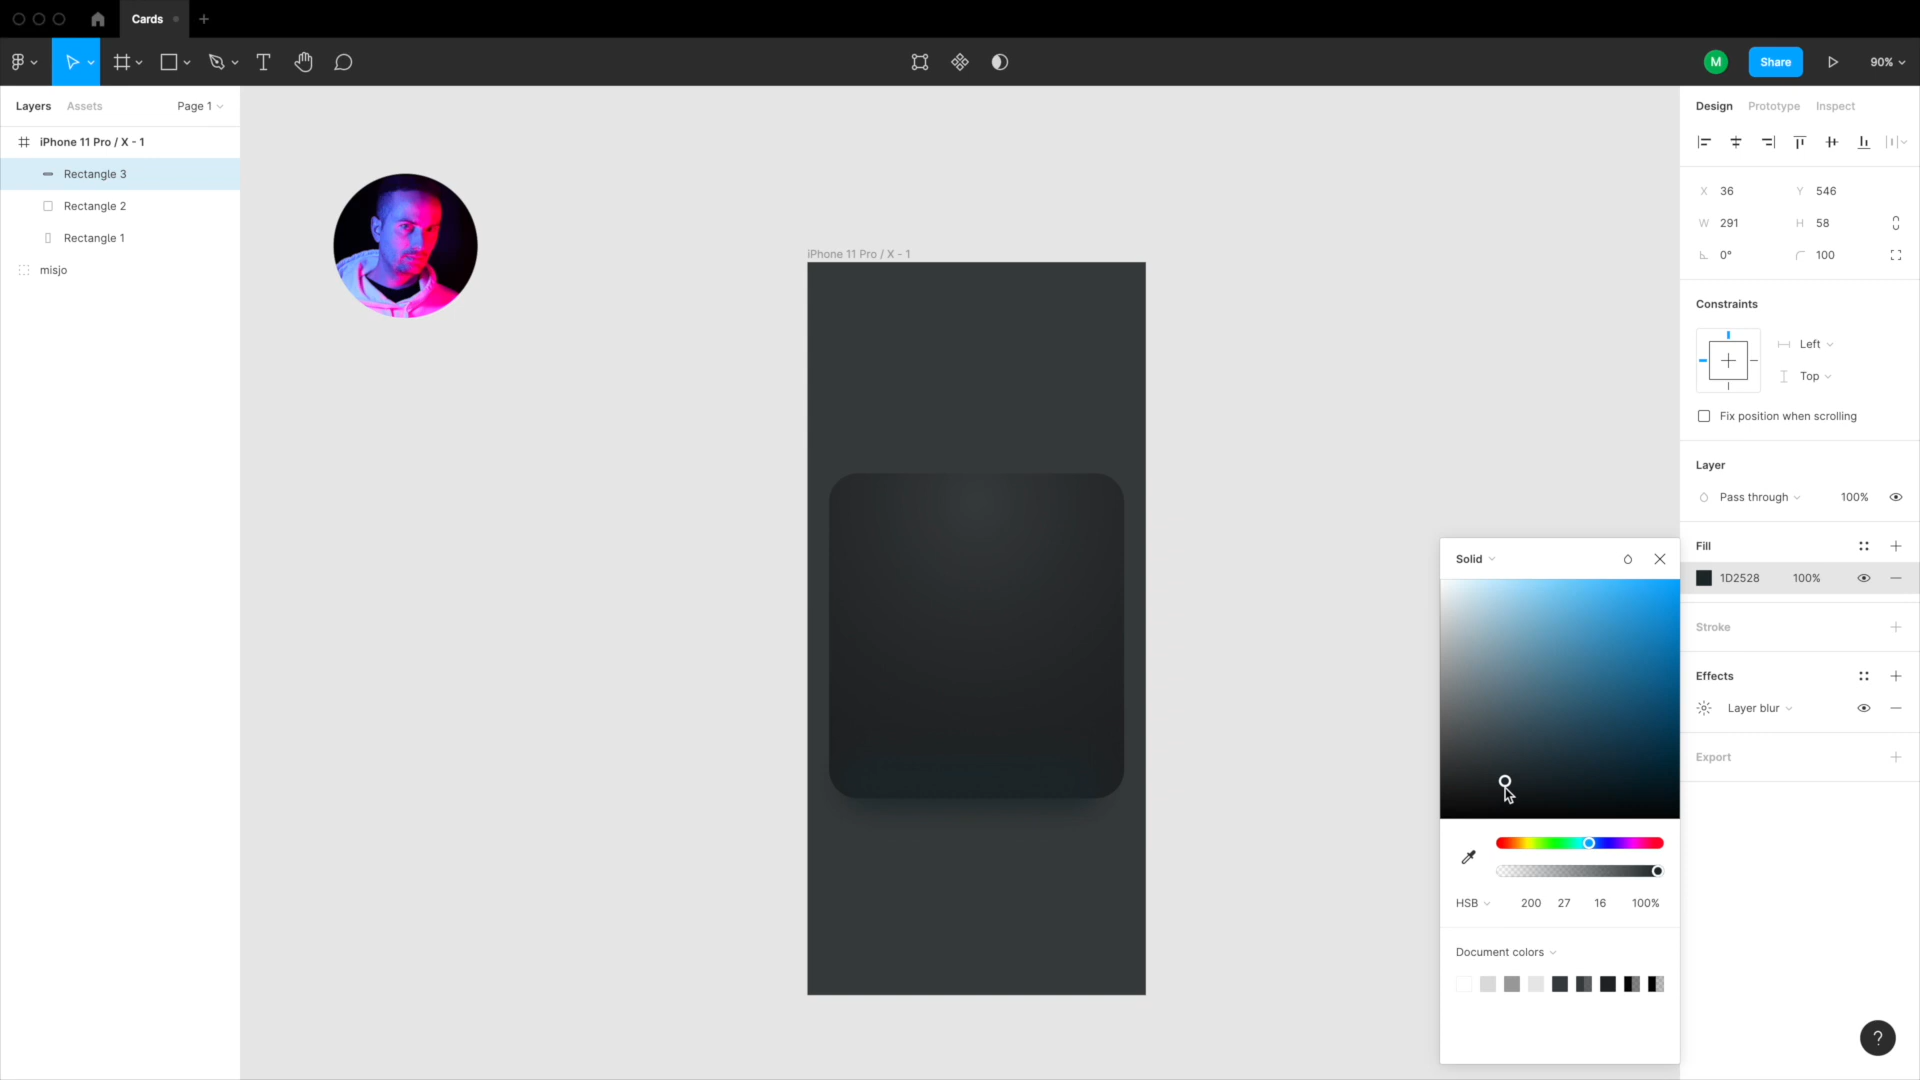 Cards
M
Share
90%
Layers
Assets
Page 1
Design
Prototype
Inspect
iPhone 11 Pro / X - 1
Rectangle 3
Rectangle 2
Rectangle 1
misjo
iPhone 11 Pro / X - 1
X 36
Y 546
W 291
H 58
0°
100
Constraints
Left
Top
Fix position when scrolling
Layer
Pass through
100%
Fill
1D2528
100%
Stroke
Effects
Layer blur
Export
Solid
HSB
200
27
16
100%
Document colors
?